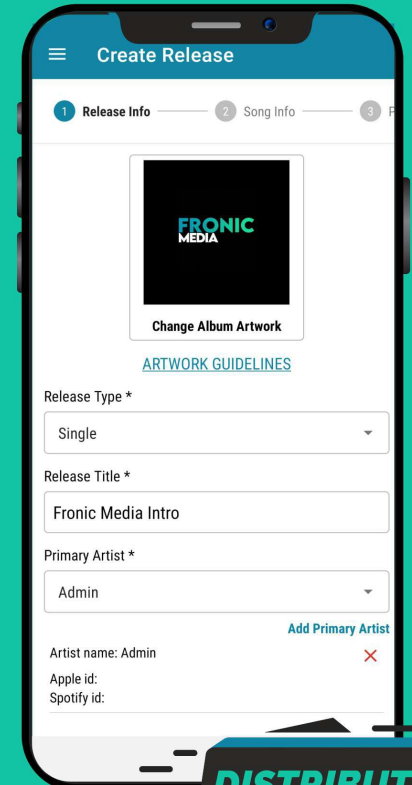 Create Release
1 Release Info 2 Song Info 3
FRONIC
MEDIA
Change Album Artwork
ARTWORK GUIDELINES
Release Type *
Single
Release Title *
Fronic Media Intro
Primary Artist *
Admin
Add Primary Artist
Artist name: Admin
Apple id:
Spotify id:
DISTRIBUT